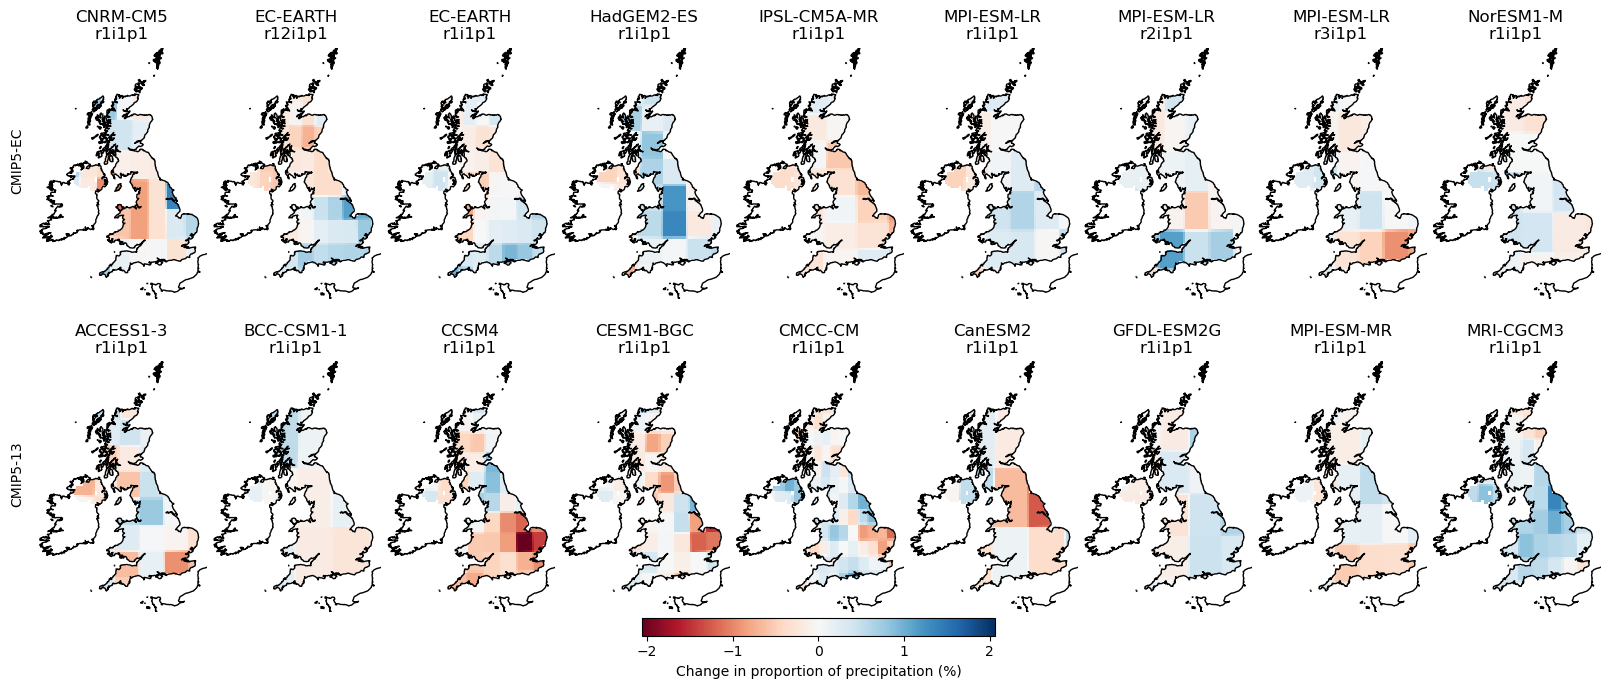 CNRM-CM5 EC-EARTH EC-EARTH HadGEM2-ES IPSL-CM5A-MR MPI-ESM-LR MPI-ESM-LR MPI-ESM-LR NorESM1-M
r1i1p1 r12i1p1 r1i1p1 r1i1p1 r1i1p1 r1i1p1 r2i1p1 r3i1p1 r1i1p1
CMIP5-EC
ACCESS1-3 BCC-CSM1-1 CCSM4 CESM1-BGC CMCC-CM CanESM2 GFDL-ESM2G MPI-ESM-MR MRI-CGCM3
r1i1p1 r1i1p1 r1i1p1 r1i1p1 r1i1p1 r1i1p1 r1i1p1 r1i1p1 r1i1p1
CMIP5-13
−2 −1 0 1 2
Change in proportion of precipitation (%)